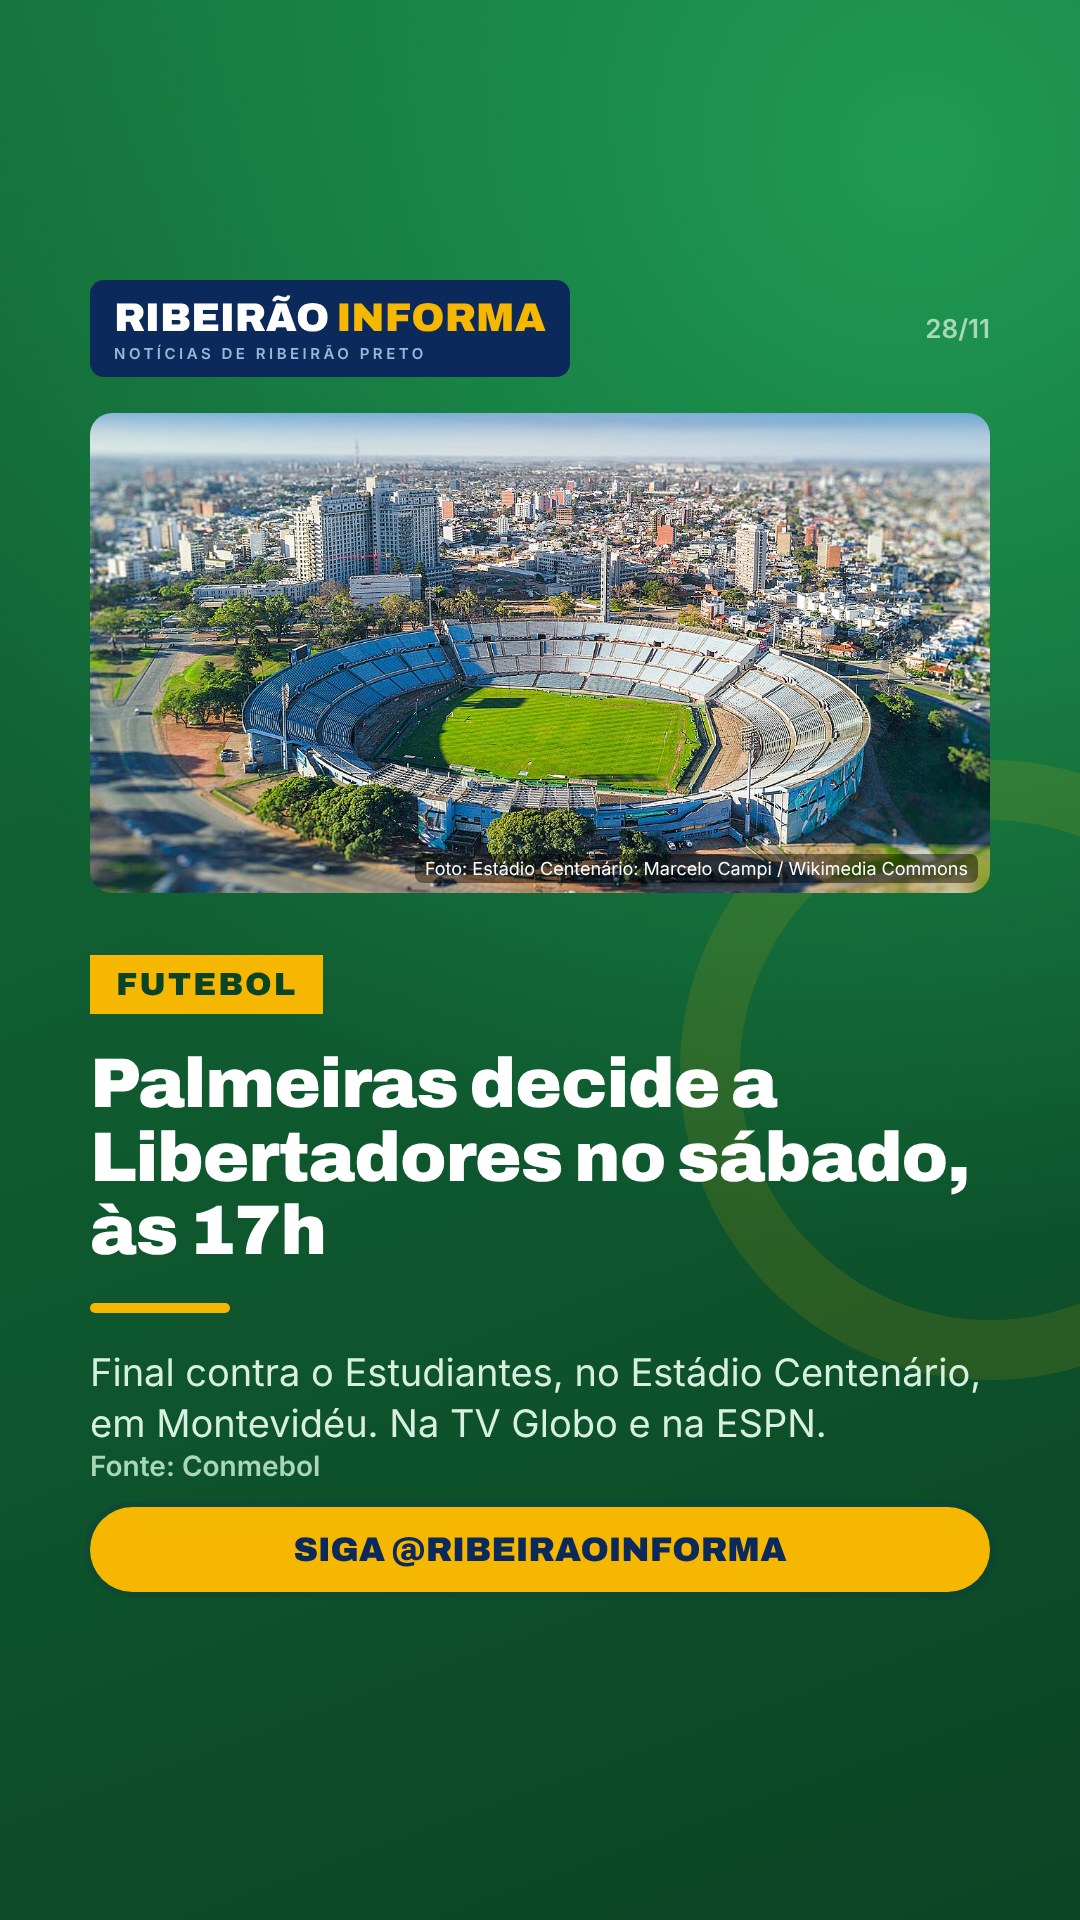 RIBEIRÃO INFORMA
NOTÍCIAS DE RIBEIRÃO PRETO
28/11
Foto: Estádio Centenário: Marcelo Campi / Wikimedia Commons
FUTEBOL
Palmeiras decide a
Libertadores no sábado,
às 17h
Final contra o Estudiantes, no Estádio Centenário,
em Montevidéu. Na TV Globo e na ESPN.
Fonte: Conmebol
SIGA @RIBEIRAOINFORMA